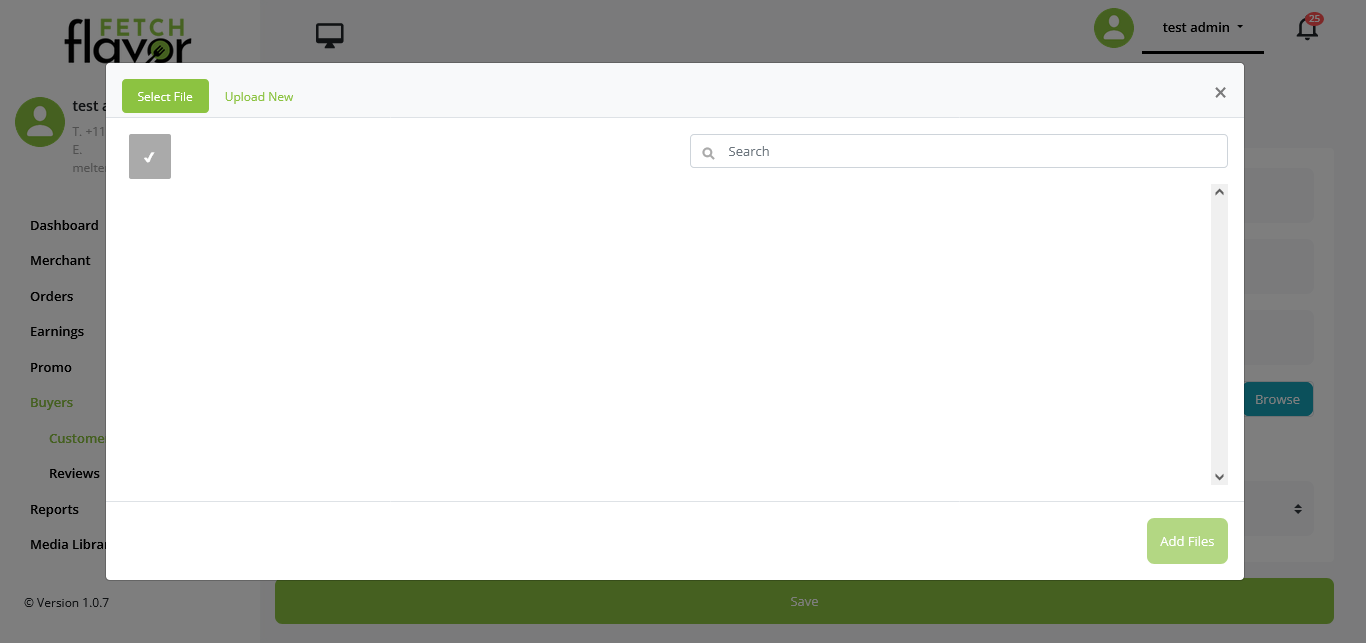 FETCH
flavor
test admin
25
Select File
Upload New
×
test a
T. +11
E.
melte
Search
Dashboard
Merchant
Orders
Earnings
Promo
Buyers
Browse
Custome
Reviews
Reports
Media Librar
Add Files
© Version 1.0.7
Save